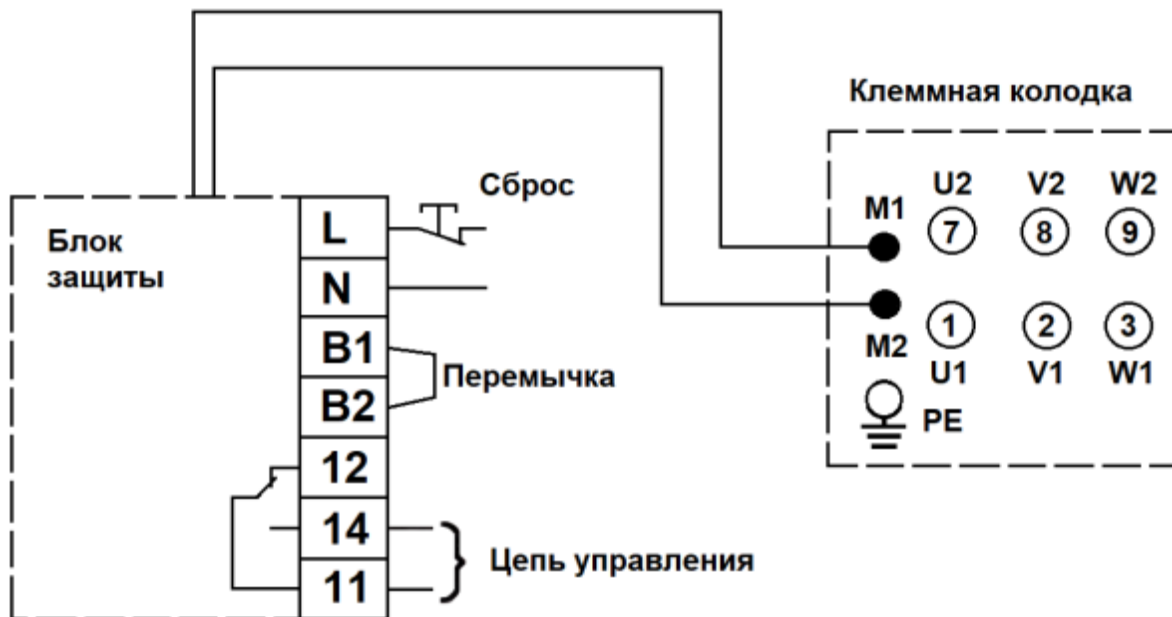 Клеммная колодка
Сброс
U2 V2 W2
M1
7 8 9
Блок
защиты
L
N
B1
B2
12
14
11
Перемычка
1 2 3
M2
U1 V1 W1
PE
Цепь управления